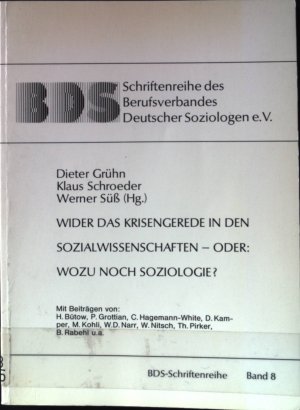 BDS
Schriftenreihe des
Berufsverbandes
Deutscher Soziologen e.V.
Dieter Grühn
Klaus Schroeder
Werner Süß (Hg.)
WIDER DAS KRISENGEREDE IN DEN
SOZIALWISSENSCHAFTEN – ODER:
WOZU NOCH SOZIOLOGIE?
Mit Beiträgen von:
H. Bütow, P. Grottian, C. Hagemann-White, D. Kam-
per, M. Kohli, W.D. Narr, W. Nitsch, Th. Pirker,
B. Rabehl u.a.
BDS-Schriftenreihe Band 8